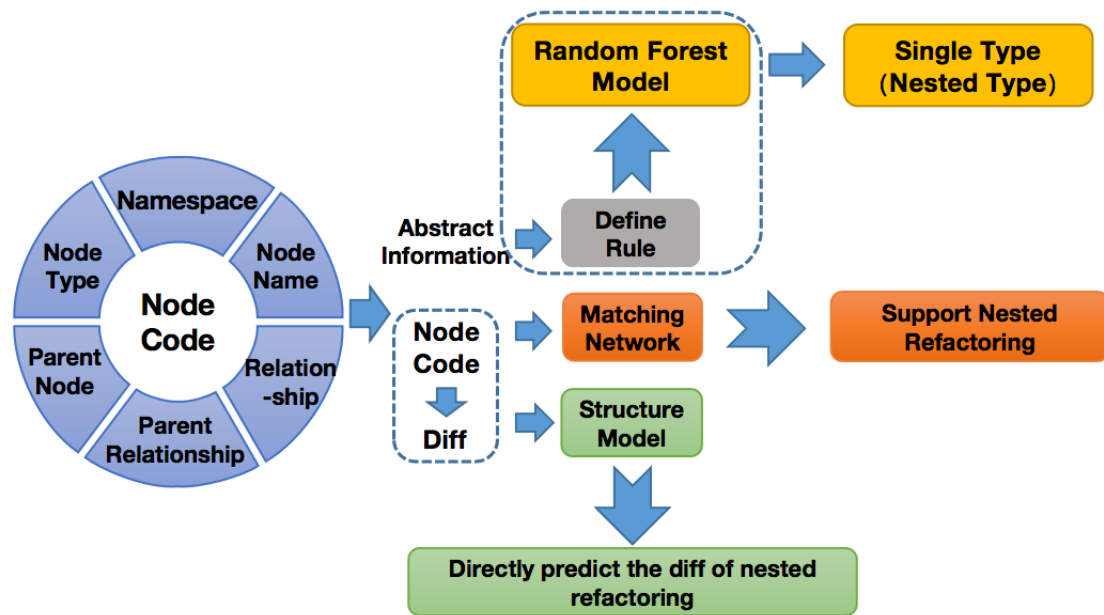 Random Forest
Model
Single Type
（Nested Type）
Namespace
Node
Type
Node
Name
Node
Code
Parent
Node
Relation
-ship
Parent
Relationship
Abstract
Information
Define
Rule
Node
Code
Diff
Matching
Network
Support Nested
Refactoring
Structure
Model
Directly predict the diff of nested
refactoring